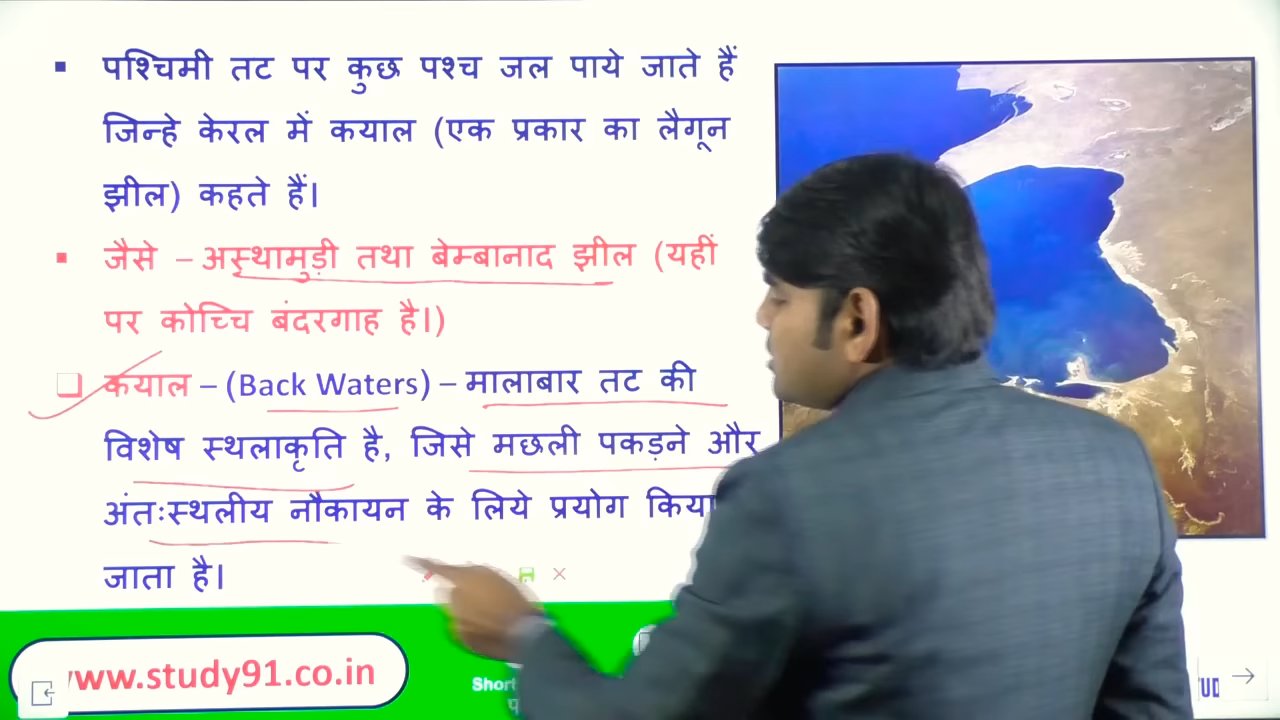 ▪ पश्चिमी तट पर कुछ पश्च जल पाये जाते हैं
जिन्हे केरल में कयाल (एक प्रकार का लैगून
झील) कहते हैं।
▪ जैसे – अस्थामुड़ी तथा बेम्बानाद झील (यहीं
पर कोच्चि बंदरगाह है।)
❑ कयाल – (Back Waters) – मालाबार तट की
विशेष स्थलाकृति है, जिसे मछली पकड़ने और
अंतःस्थलीय नौकायन के लिये प्रयोग किया
जाता है।
www.study91.co.in
Short